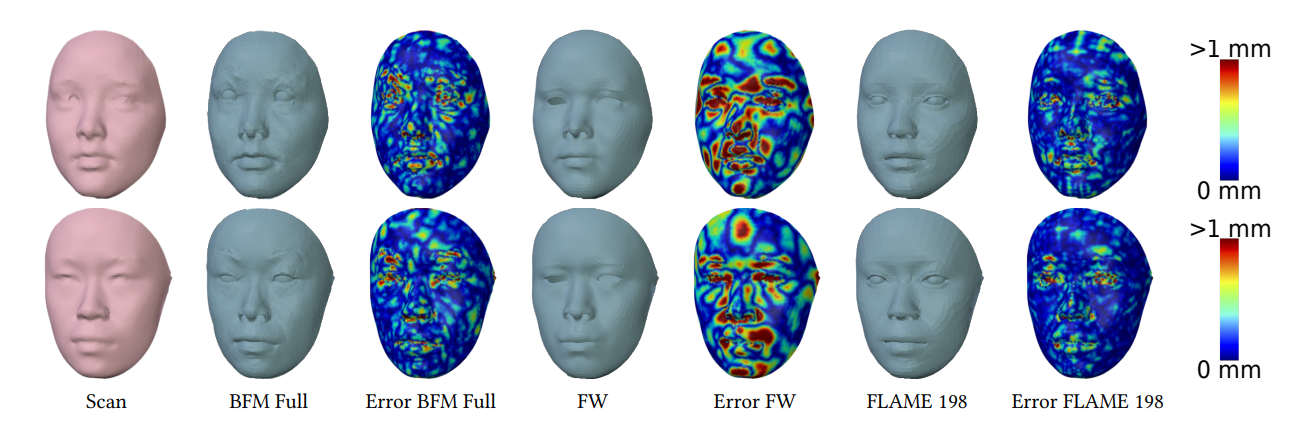 >1 mm
0 mm
>1 mm
0 mm
Scan
BFM Full
Error BFM Full
FW
Error FW
FLAME 198
Error FLAME 198